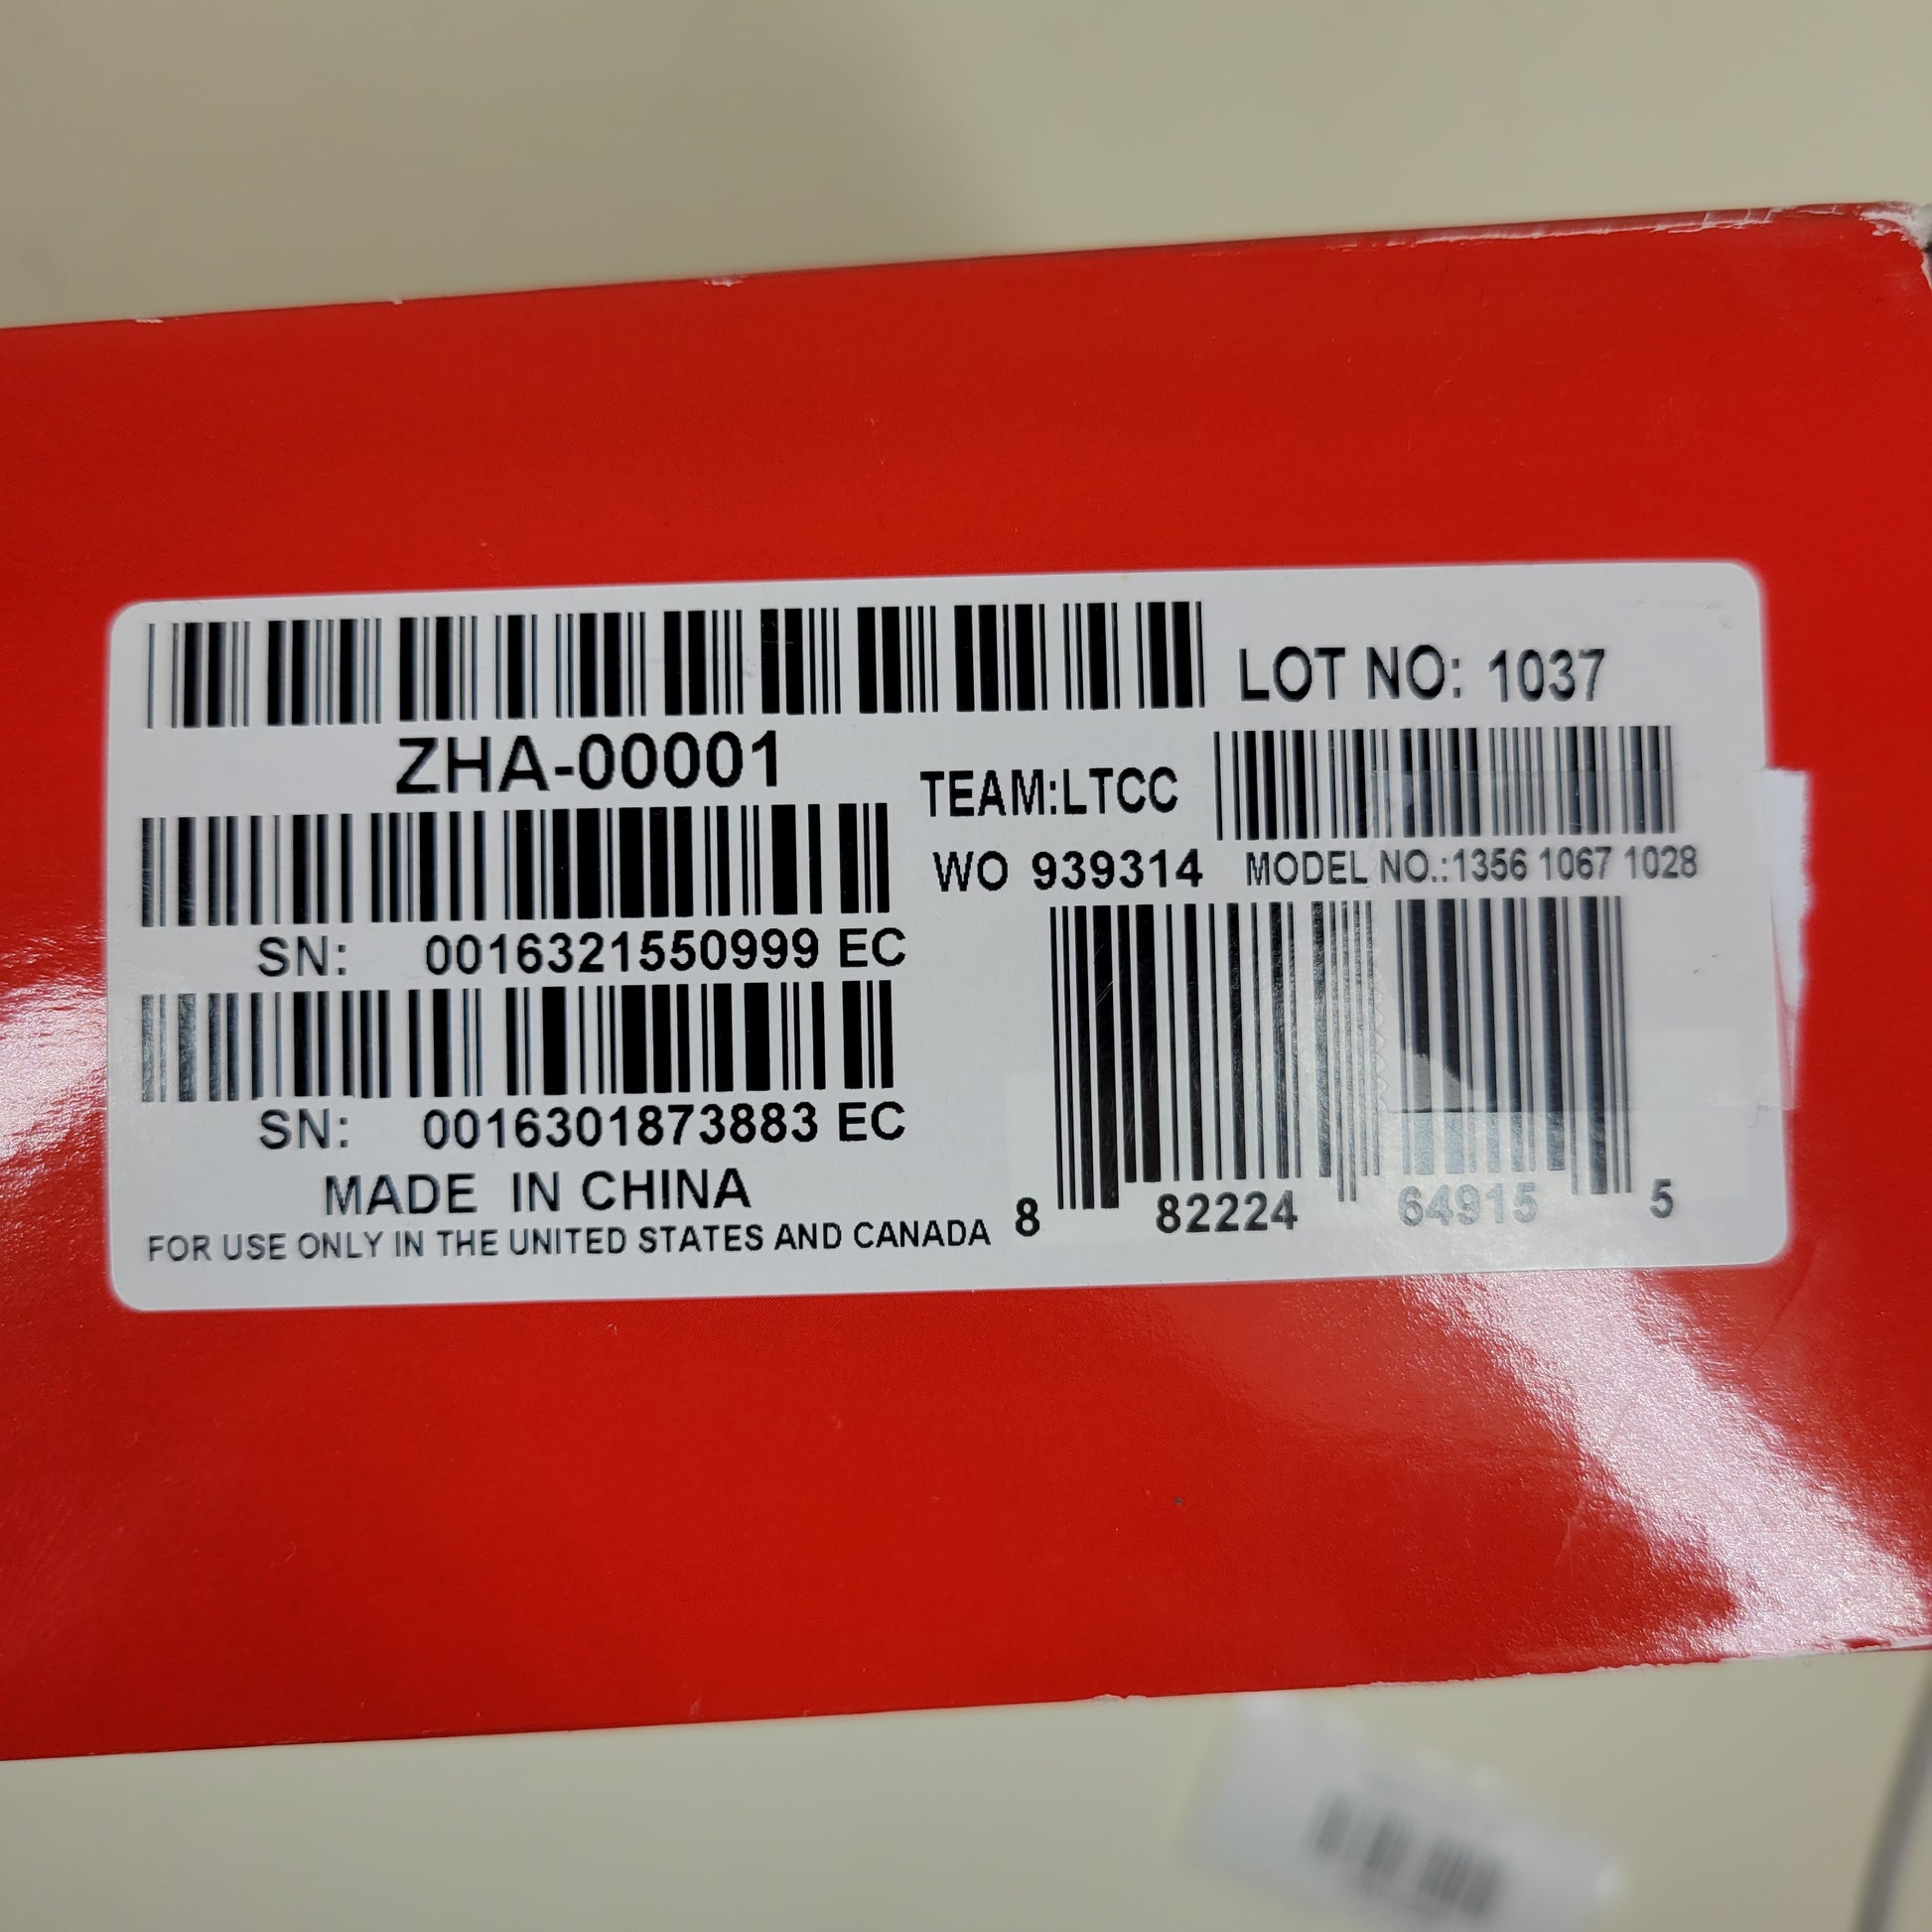 LOT NO: 1037
ZHA-00001
TEAM:LTCC
WO 939314 MODEL NO.:1356 1067 1028
SN: 0016321550999 EC
SN: 0016301873883 EC
MADE IN CHINA
FOR USE ONLY IN THE UNITED STATES AND CANADA
8 82224 64915 5